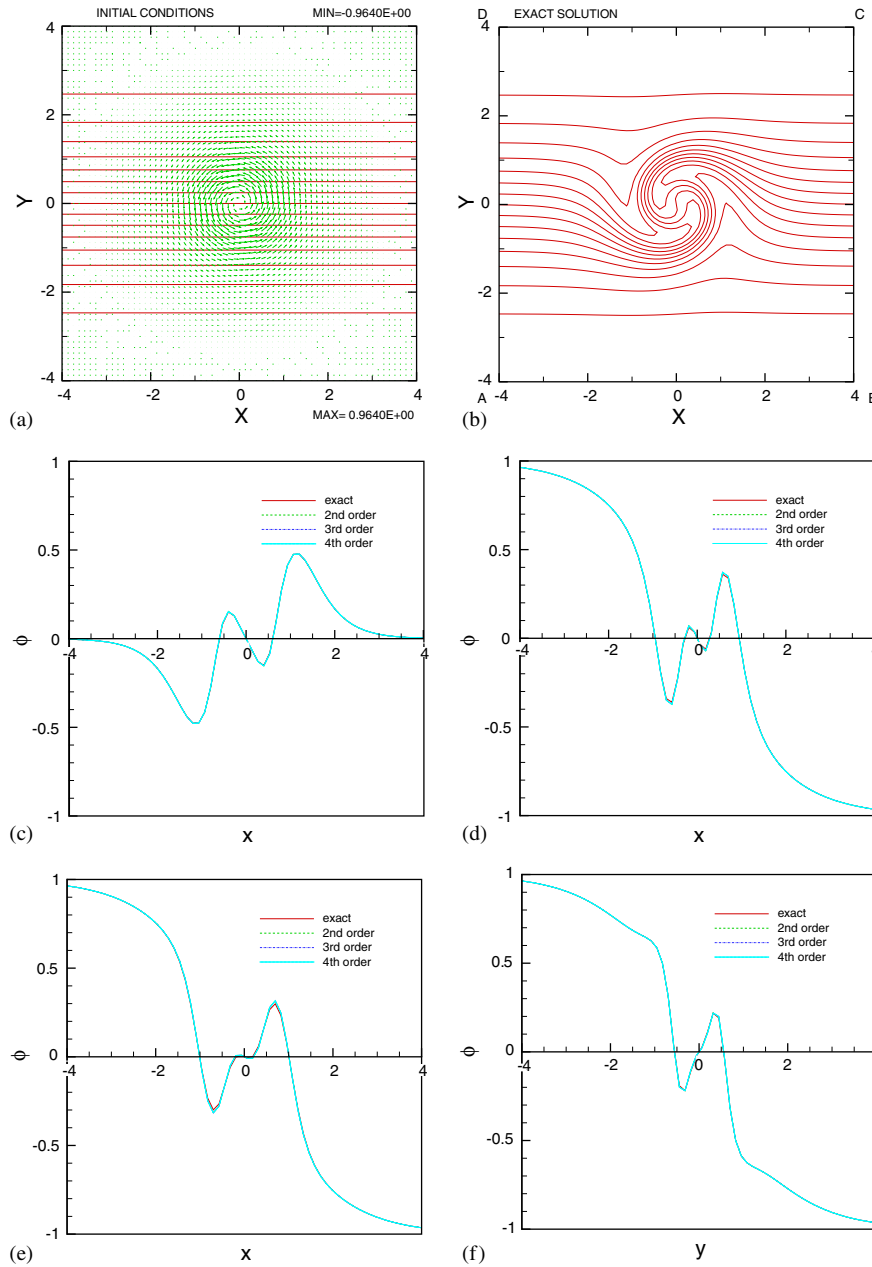 INITIAL CONDITIONS MIN=-0.9640E+00
4
2
Y
0
-2
-4
-4 -2 0 2 4
X
MAX= 0.9640E+00
(a)
D EXACT SOLUTION C
4
2
Y
0
-2
-4
A -4 -2 0 2 4
X
(b)
1
0.5
ϕ
0
-0.5
-1
-4 -2 0 2 4
exact
2nd order
3rd order
4th order
x
(c)
1
0.5
ϕ
0
-0.5
-1
-4 -2 0 2
exact
2nd order
3rd order
4th order
x
(d)
1
0.5
ϕ
0
-0.5
-1
-4 -2 0 2 4
exact
2nd order
3rd order
4th order
x
(e)
1
0.5
ϕ
0
-0.5
-1
-4 -2 0 2
exact
2nd order
3rd order
4th order
y
(f)